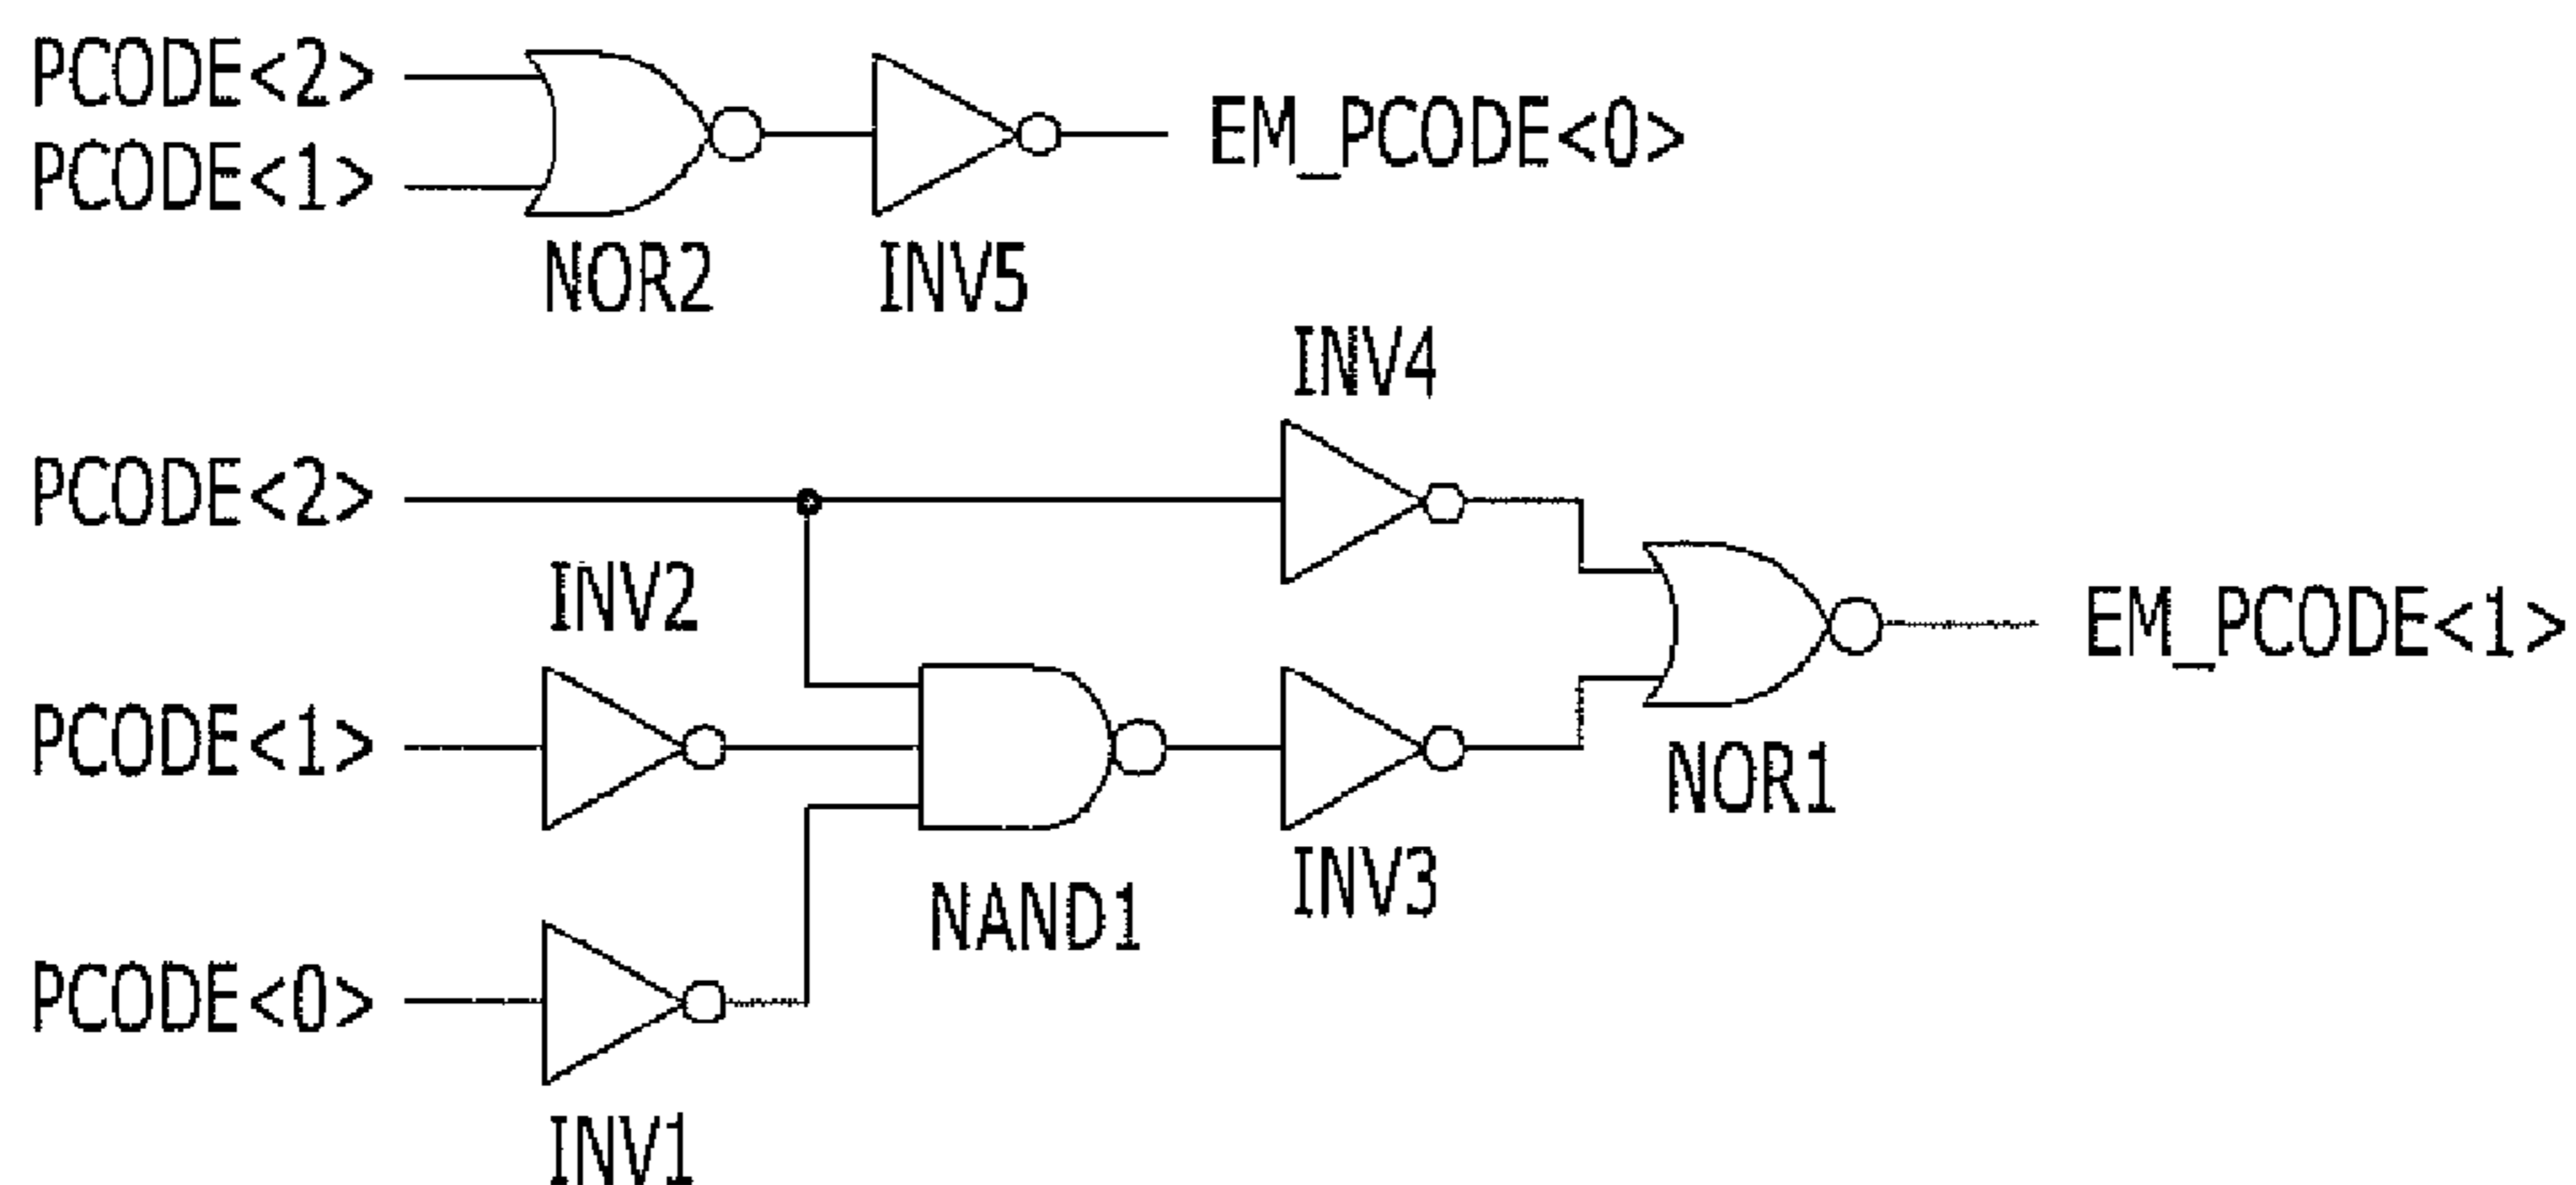 PCODE<2>
PCODE<1>
EM_PCODE<0>
NOR2
INV5
INV4
PCODE<2>
INV2
EM_PCODE<1>
PCODE<1>
NOR1
INV3
NAND1
PCODE<0>
INV1